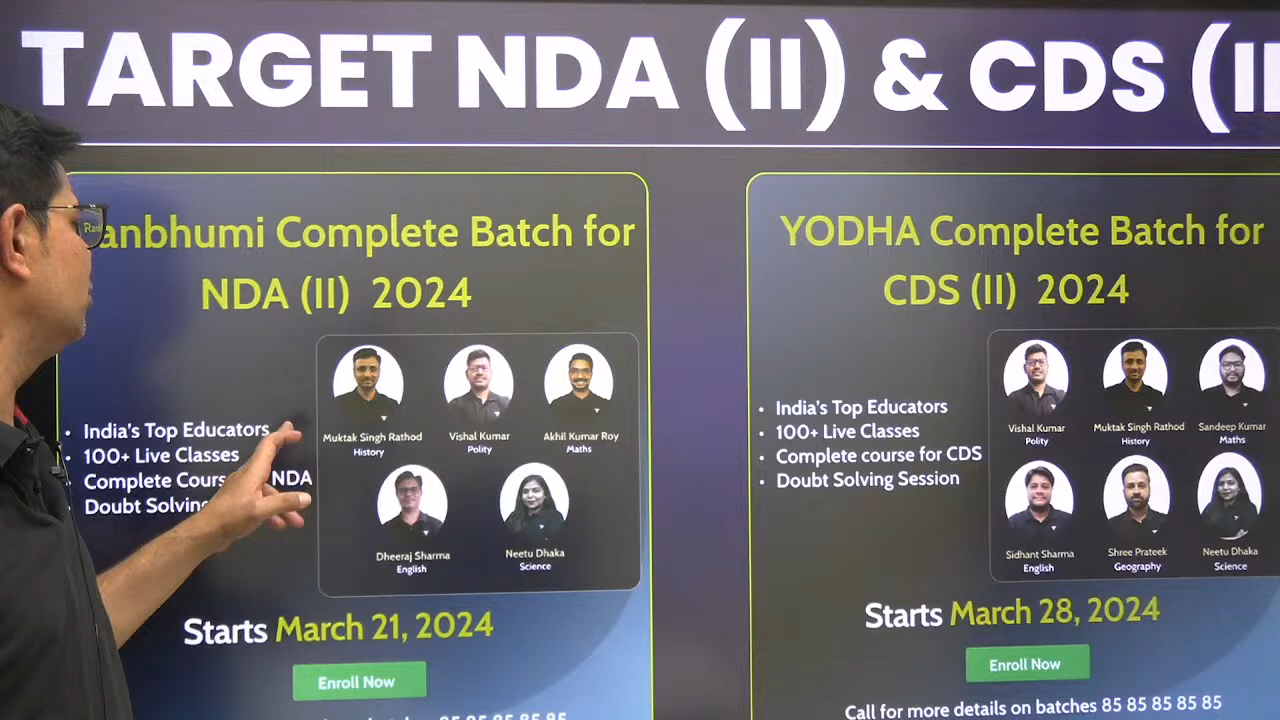 TARGET NDA (II) & CDS (II
anbhumi Complete Batch for
NDA (II) 2024
• India's Top Educators
• 100+ Live Classes
Complete NDA
Doubt
Muktak Singh Rathod
History
Vishal Kumar
Polity
Akhil Kumar Roy
Maths
Dheeraj Sharma
English
Neetu Dhaka
Science
Starts March 21, 2024
Enroll Now
85 85 85 85 85
YODHA Complete Batch for
CDS (II) 2024
• India's Top Educators
• 100+ Live Classes
• Complete course for CDS
• Doubt Solving Session
Vishal Kumar
Polity
Muktak Singh Rathod
History
Sandeep Kumar
Maths
Sidhant Sharma
English
Shree Prateek
Geography
Neetu Dhaka
Science
Starts March 28, 2024
Enroll Now
Call for more details on batches 85 85 85 85 85